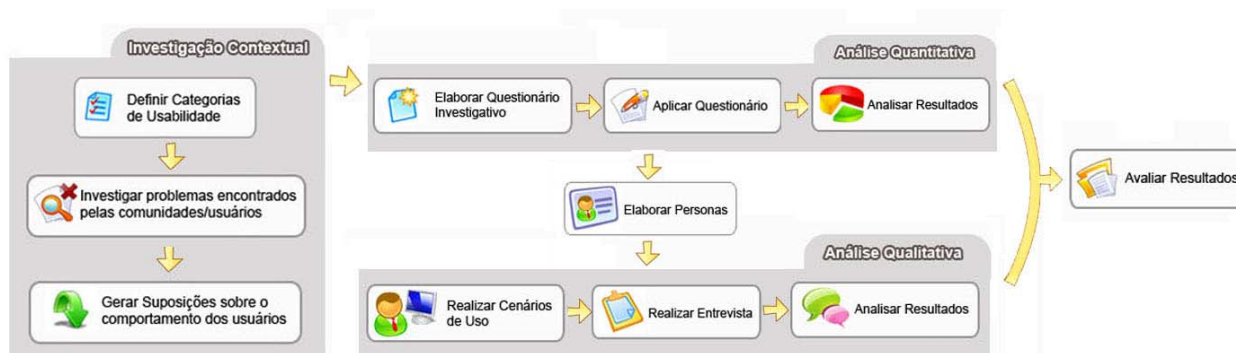 Investigação Contextual
Definir Categorias
de Usabilidade
Investigar problemas encontrados
pelas comunidades/usuários
Gerar Suposições sobre o
comportamento dos usuários
Análise Quantitativa
Elaborar Questionário
Investigativo
Aplicar Questionário
Analisar Resultados
Elaborar Personas
Análise Qualitativa
Realizar Cenários
de Uso
Realizar Entrevista
Analisar Resultados
Avaliar Resultados